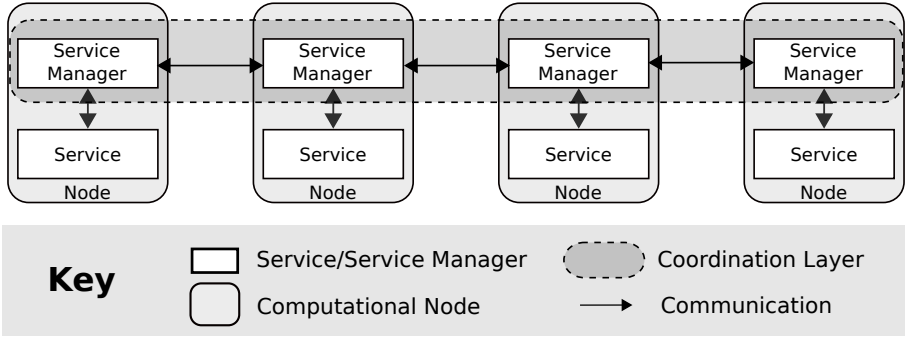 Service Manager
Service Manager
Service Manager
Service Manager
Service
Service
Service
Service
Node
Node
Node
Node
Key
Service/Service Manager
Coordination Layer
Computational Node
Communication